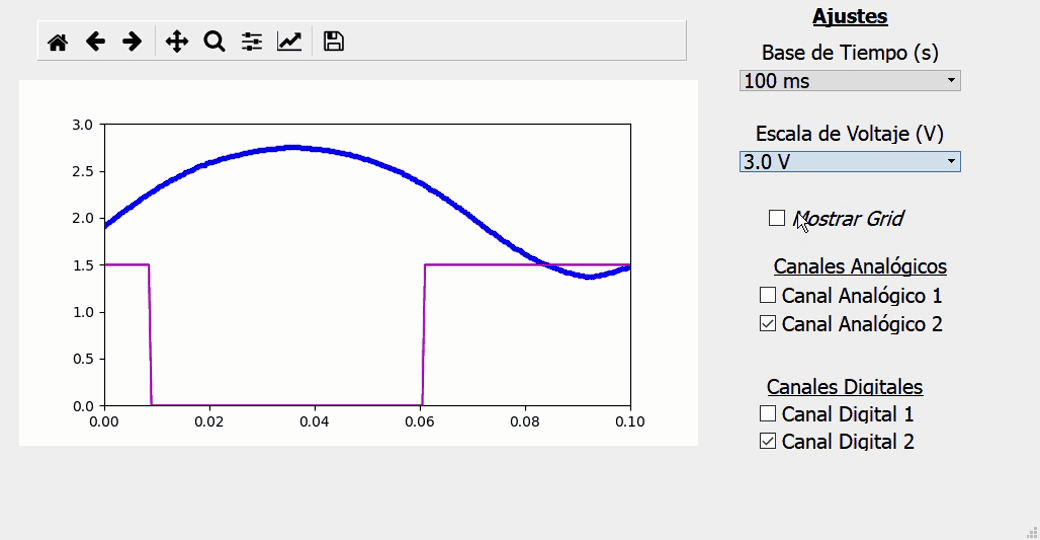 Ajustes
Base de Tiempo (s)
100 ms
Escala de Voltaje (V)
3.0 V
Mostrar Grid
Canales Analógicos
Canal Analógico 1
Canal Analógico 2
Canales Digitales
Canal Digital 1
Canal Digital 2
3.0
2.5
2.0
1.5
1.0
0.5
0.0
0.00 0.02 0.04 0.06 0.08 0.10